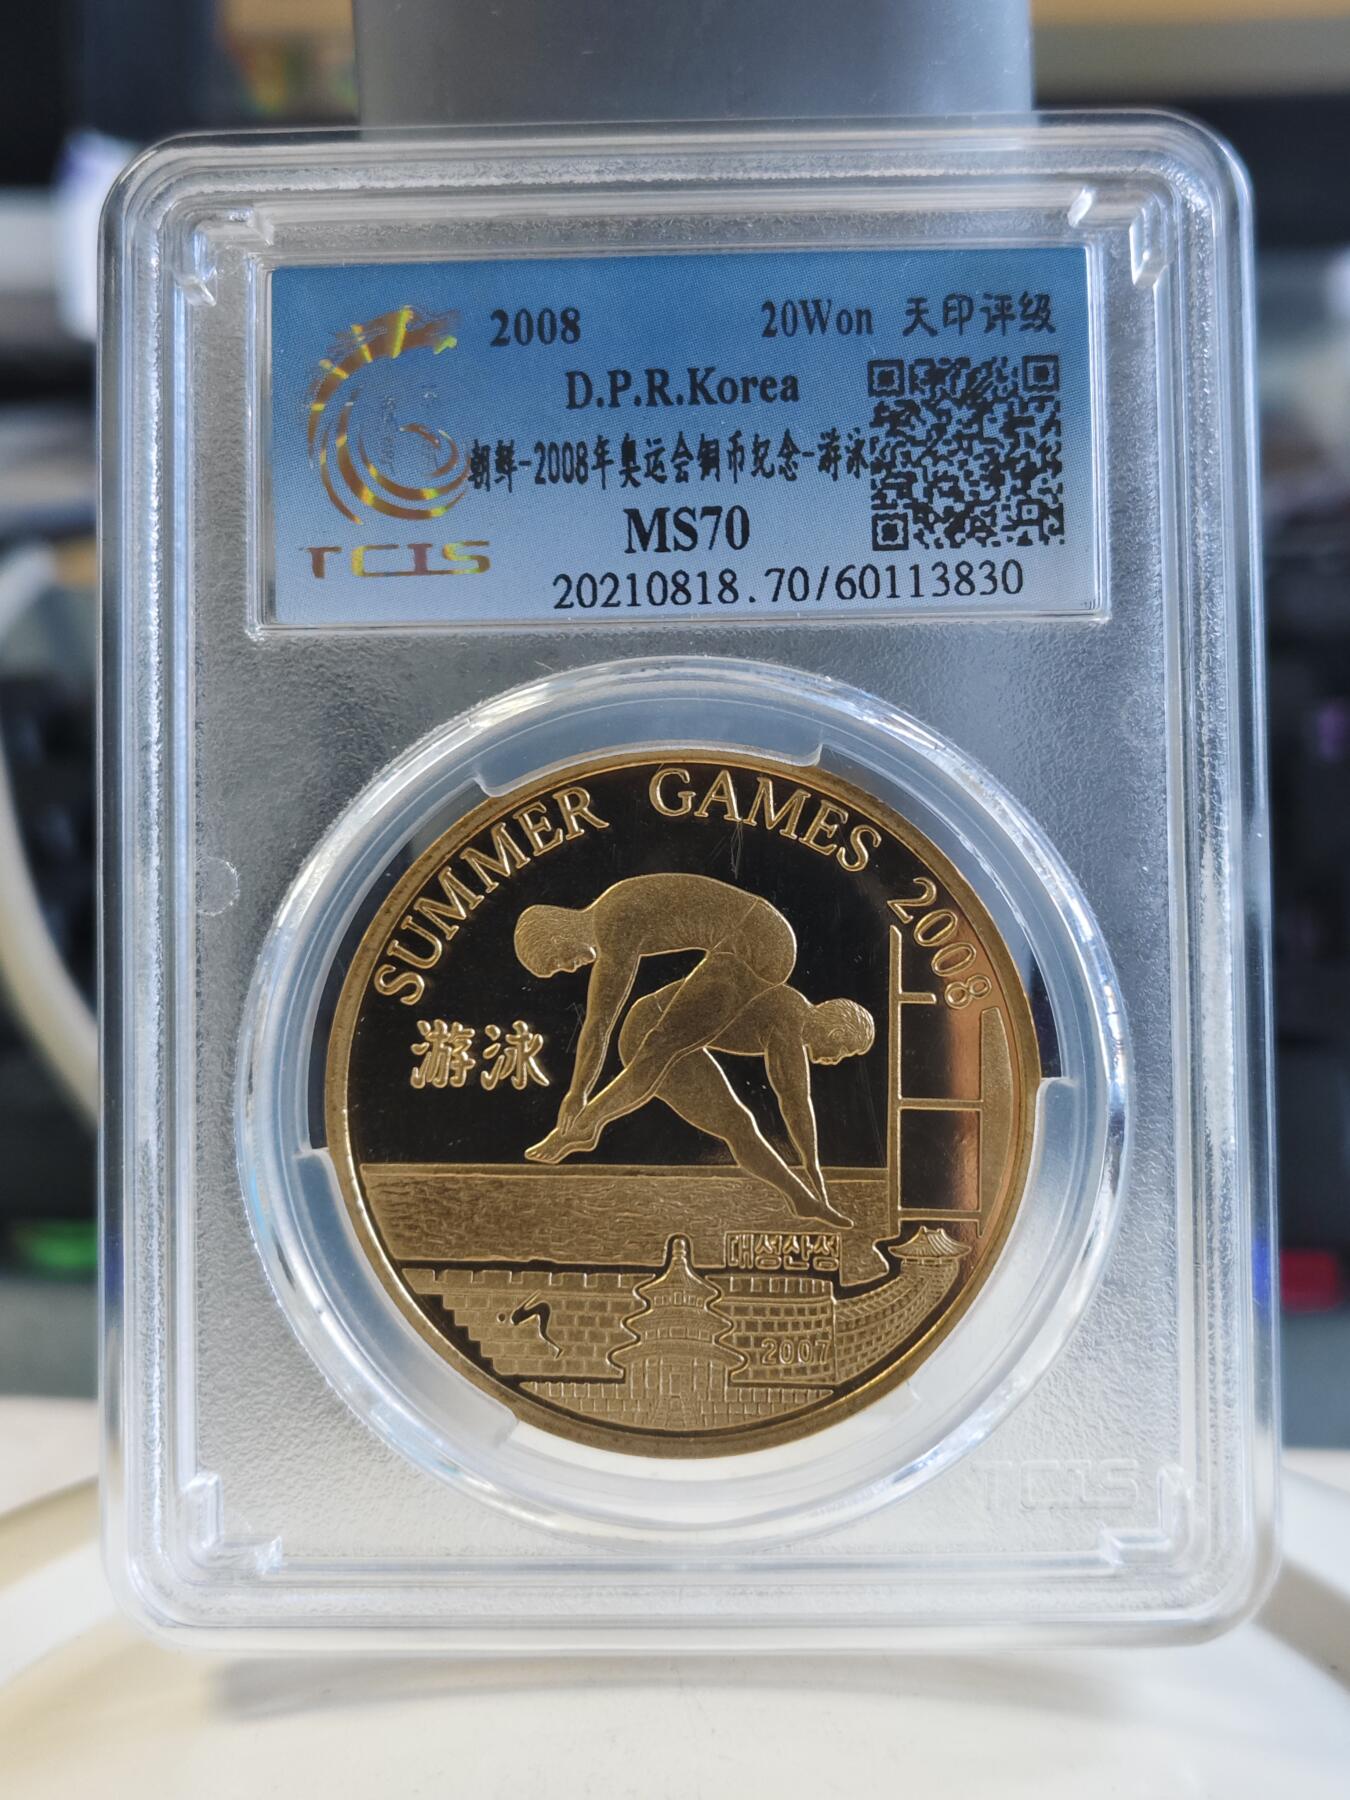 2008 20Won 天印评级
D.P.R.Korea
朝鲜-2008年奥运会铜币纪念-游泳
MS70
TCIS
20210818.70/60113830
SUMMER GAMES 2008
游泳
대성산성
2007
TCIS